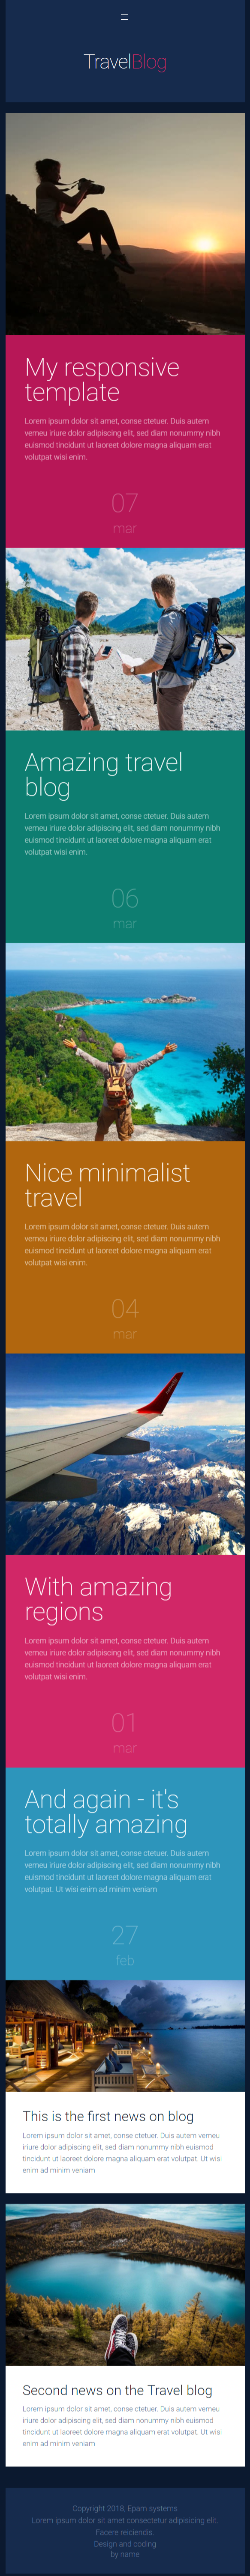 TravelBlog
My responsive
template
Lorem ipsum dolor sit amet, conse ctetuer. Duis autem
verneu iriure dolor adipiscing elit, sed diam nonummy nibh
euismod tincidunt ut laoreet dolore magna aliquam erat
volutpat wisi enim.
07
mar
Amazing travel
blog
Lorem ipsum dolor sit amet, conse ctetuer. Duis autem
verneu iriure dolor adipiscing elit, sed diam nonummy nibh
euismod tincidunt ut laoreet dolore magna aliquam erat
volutpat wisi enim.
06
mar
Nice minimalist
travel
Lorem ipsum dolor sit amet, conse ctetuer. Duis autem
verneu iriure dolor adipiscing elit, sed diam nonummy nibh
euismod tincidunt ut laoreet dolore magna aliquam erat
volutpat wisi enim.
04
mar
With amazing
regions
Lorem ipsum dolor sit amet, conse ctetuer. Duis autem
verneu iriure dolor adipiscing elit, sed diam nonummy nibh
euismod tincidunt ut laoreet dolore magna aliquam erat
volutpat wisi enim.
01
mar
And again - it's
totally amazing
Lorem ipsum dolor sit amet, conse ctetuer. Duis autem
verneu iriure dolor adipiscing elit, sed diam nonummy nibh
euismod tincidunt ut laoreet dolore magna aliquam erat
volutpat. Ut wisi enim ad minim veniam
27
feb
This is the first news on blog
Lorem ipsum dolor sit amet, conse ctetuer. Duis autem verneu
iriure dolor adipiscing elit, sed diam nonummy nibh euismod
tincidunt ut laoreet dolore magna aliquam erat volutpat. Ut wisi
enim ad minim veniam
Second news on the Travel blog
Lorem ipsum dolor sit amet, conse ctetuer. Duis autem verneu
iriure dolor adipiscing elit, sed diam nonummy nibh euismod
tincidunt ut laoreet dolore magna aliquam erat volutpat. Ut wisi
enim ad minim veniam
Copyright 2018, Epam systems
Lorem ipsum dolor sit amet consectetur adipisicing elit.
Facere reiciendis.
Design and coding
by name